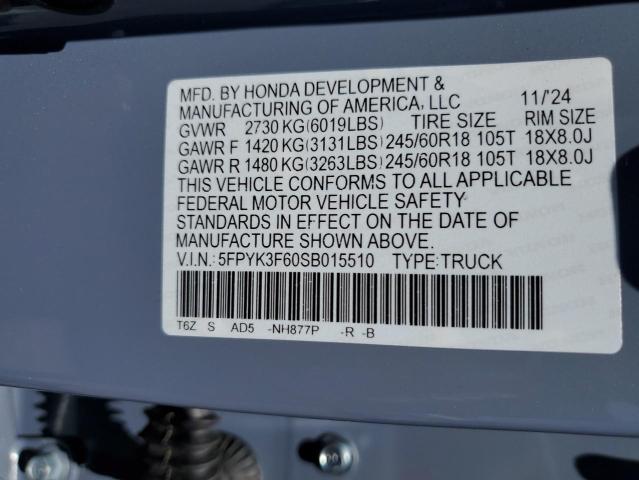 MFD. BY HONDA DEVELOPMENT &
MANUFACTURING OF AMERICA, LLC 11/'24
GVWR 2730 KG(6019LBS) TIRE SIZE RIM SIZE
GAWR F 1420 KG(3131LBS) 245/60R18 105T 18X8.0J
GAWR R 1480 KG(3263LBS) 245/60R18 105T 18X8.0J
THIS VEHICLE CONFORMS TO ALL APPLICABLE
FEDERAL MOTOR VEHICLE SAFETY
STANDARDS IN EFFECT ON THE DATE OF
MANUFACTURE SHOWN ABOVE.
V.I.N.: 5FPYK3F60SB015510 TYPE:TRUCK
T6Z S AD5 -NH877P -R -B